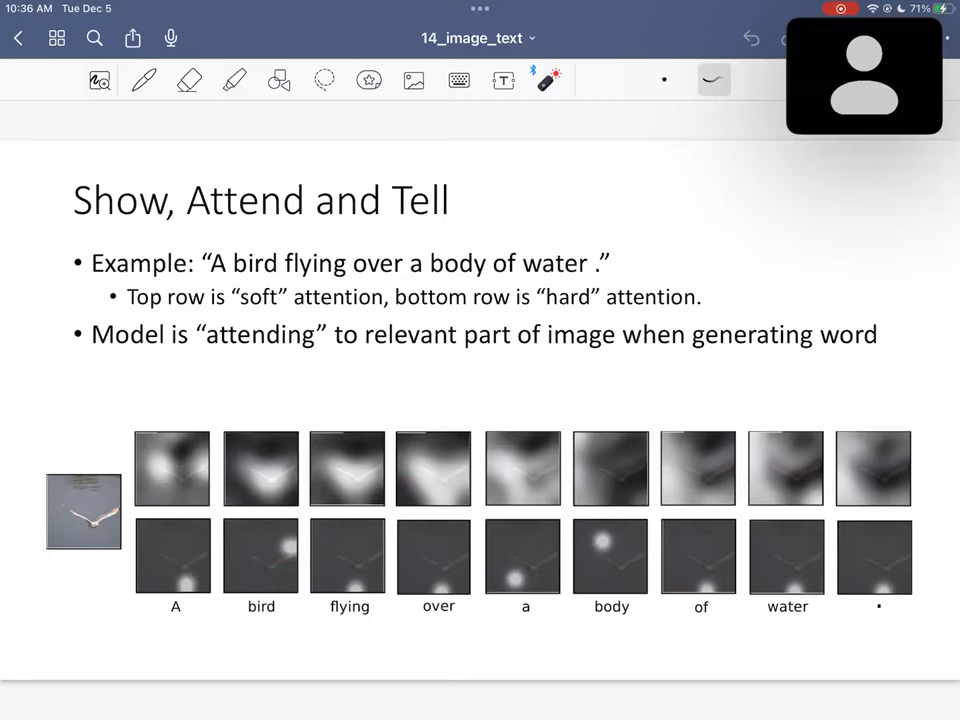 10:36 AM Tue Dec 5
71%
14_image_text
T
Show, Attend and Tell
• Example: “A bird flying over a body of water .”
• Top row is “soft” attention, bottom row is “hard” attention.
• Model is “attending” to relevant part of image when generating word
A bird flying over a body of water .